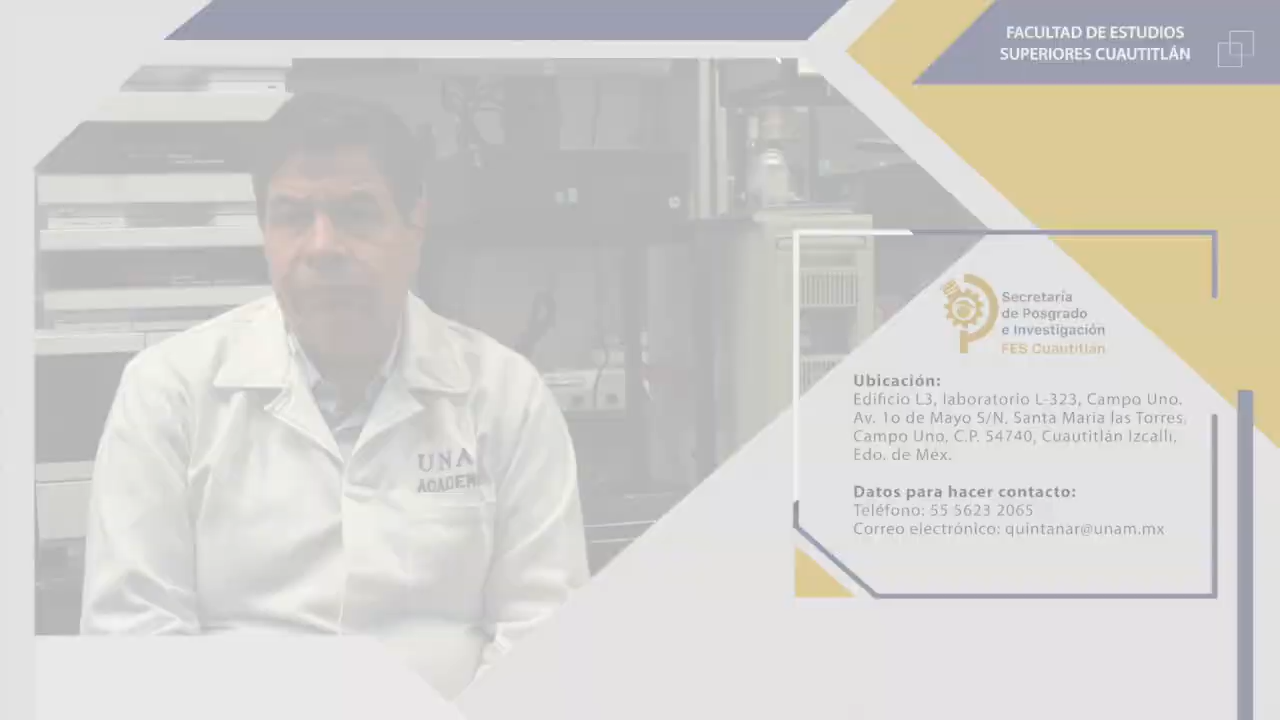 FACULTAD DE ESTUDIOS
SUPERIORES CUAUTITLÁN
Secretaría
de Posgrado
e Investigación
FES Cuautitlán
Ubicación:
Edificio L3, laboratorio L-323, Campo Uno.
Av. 1o de Mayo S/N, Santa María las Torres,
Campo Uno, C.P. 54740, Cuautitlán Izcalli,
Edo. de Méx.
Datos para hacer contacto:
Teléfono: 55 5623 2065
Correo electrónico: quintanar@unam.mx
UNA
ACADEM